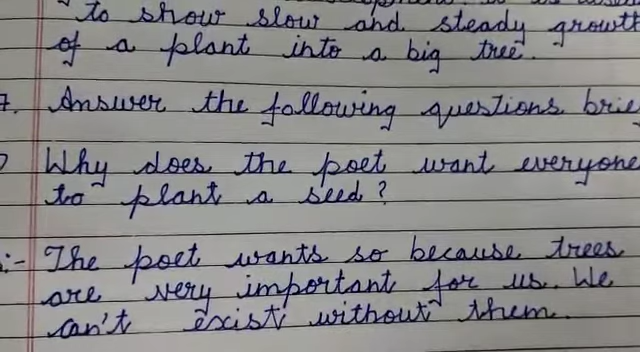 to show slow and steady growth
of a plant into a big tree.
7. Answer the following questions brie
Why does the poet want everyone
to plant a seed?
:- The poet wants so because trees
are very important for us. We
can't exist without them.